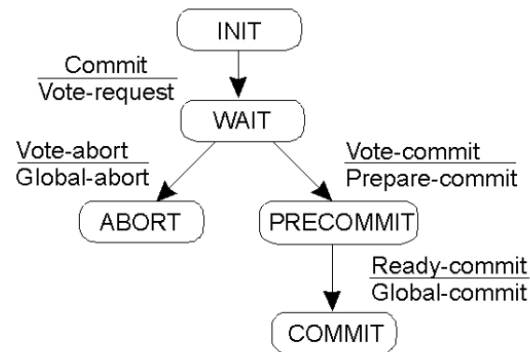 INIT
Commit
Vote-request
WAIT
Vote-abort
Global-abort
Vote-commit
Prepare-commit
ABORT
PRECOMMIT
Ready-commit
Global-commit
COMMIT